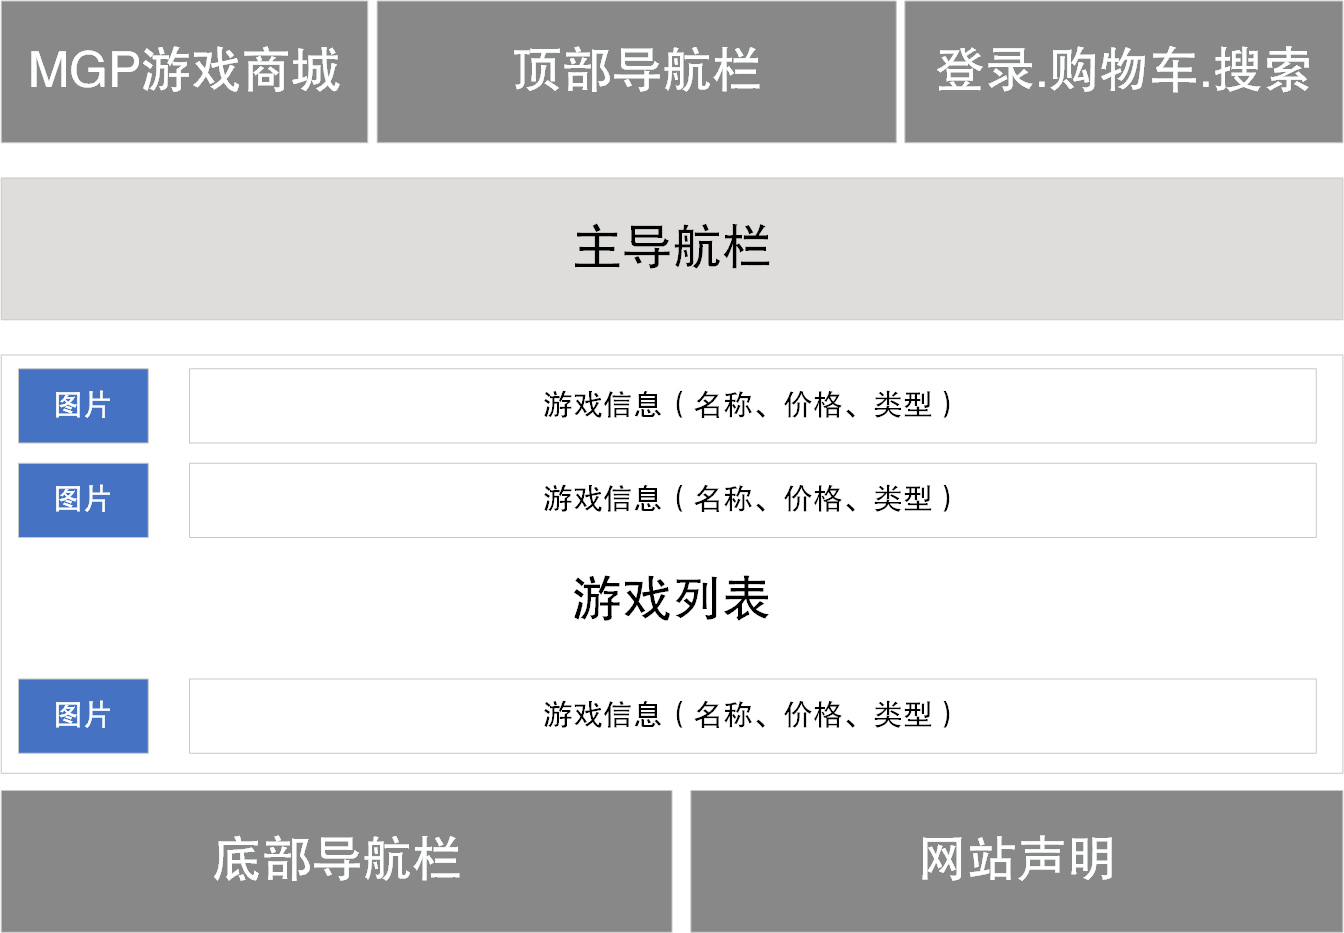 MGP游戏商城
顶部导航栏
登录.购物车.搜索
主导航栏
图片
游戏信息（名称、价格、类型）
图片
游戏信息（名称、价格、类型）
游戏列表
图片
游戏信息（名称、价格、类型）
底部导航栏
网站声明